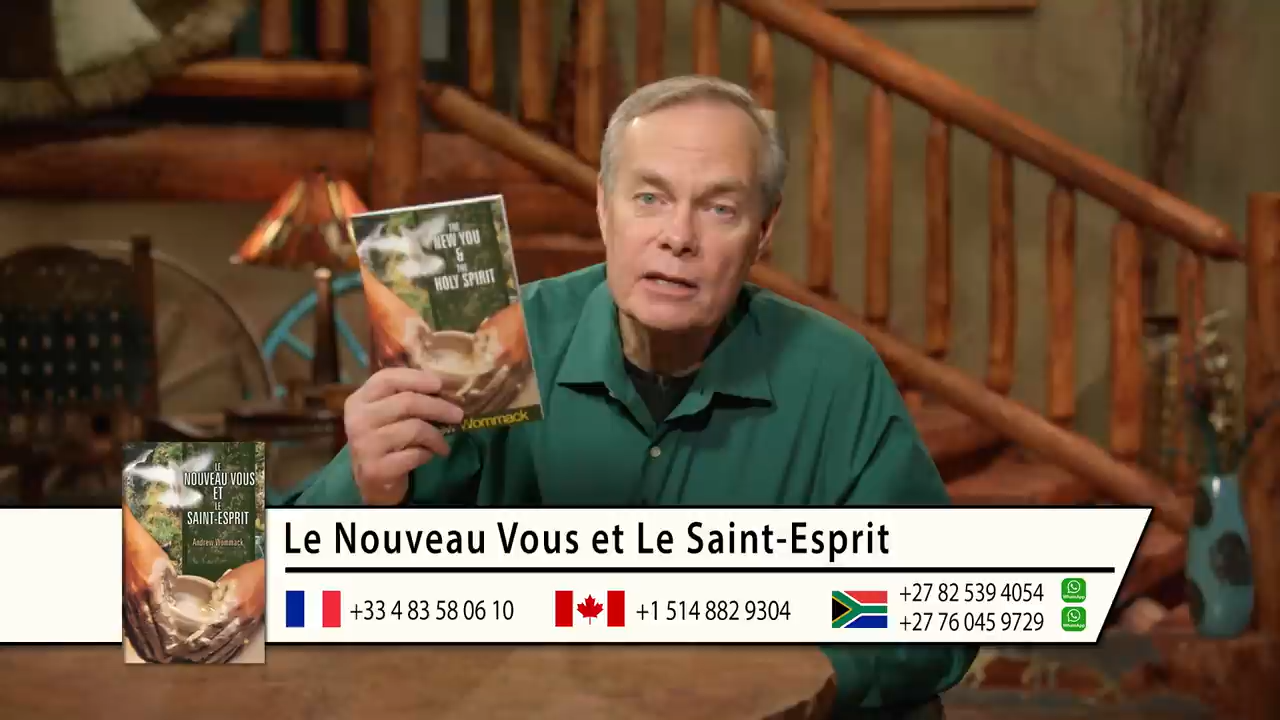 THE
NEW YOU
&
THE
HOLY SPIRIT
Wommack
LE
NOUVEAU VOUS
ET
LE
SAINT-ESPRIT
Andrew Wommack
Le Nouveau Vous et Le Saint-Esprit
+33 4 83 58 06 10
+1 514 882 9304
+27 82 539 4054
WhatsApp
+27 76 045 9729
WhatsApp